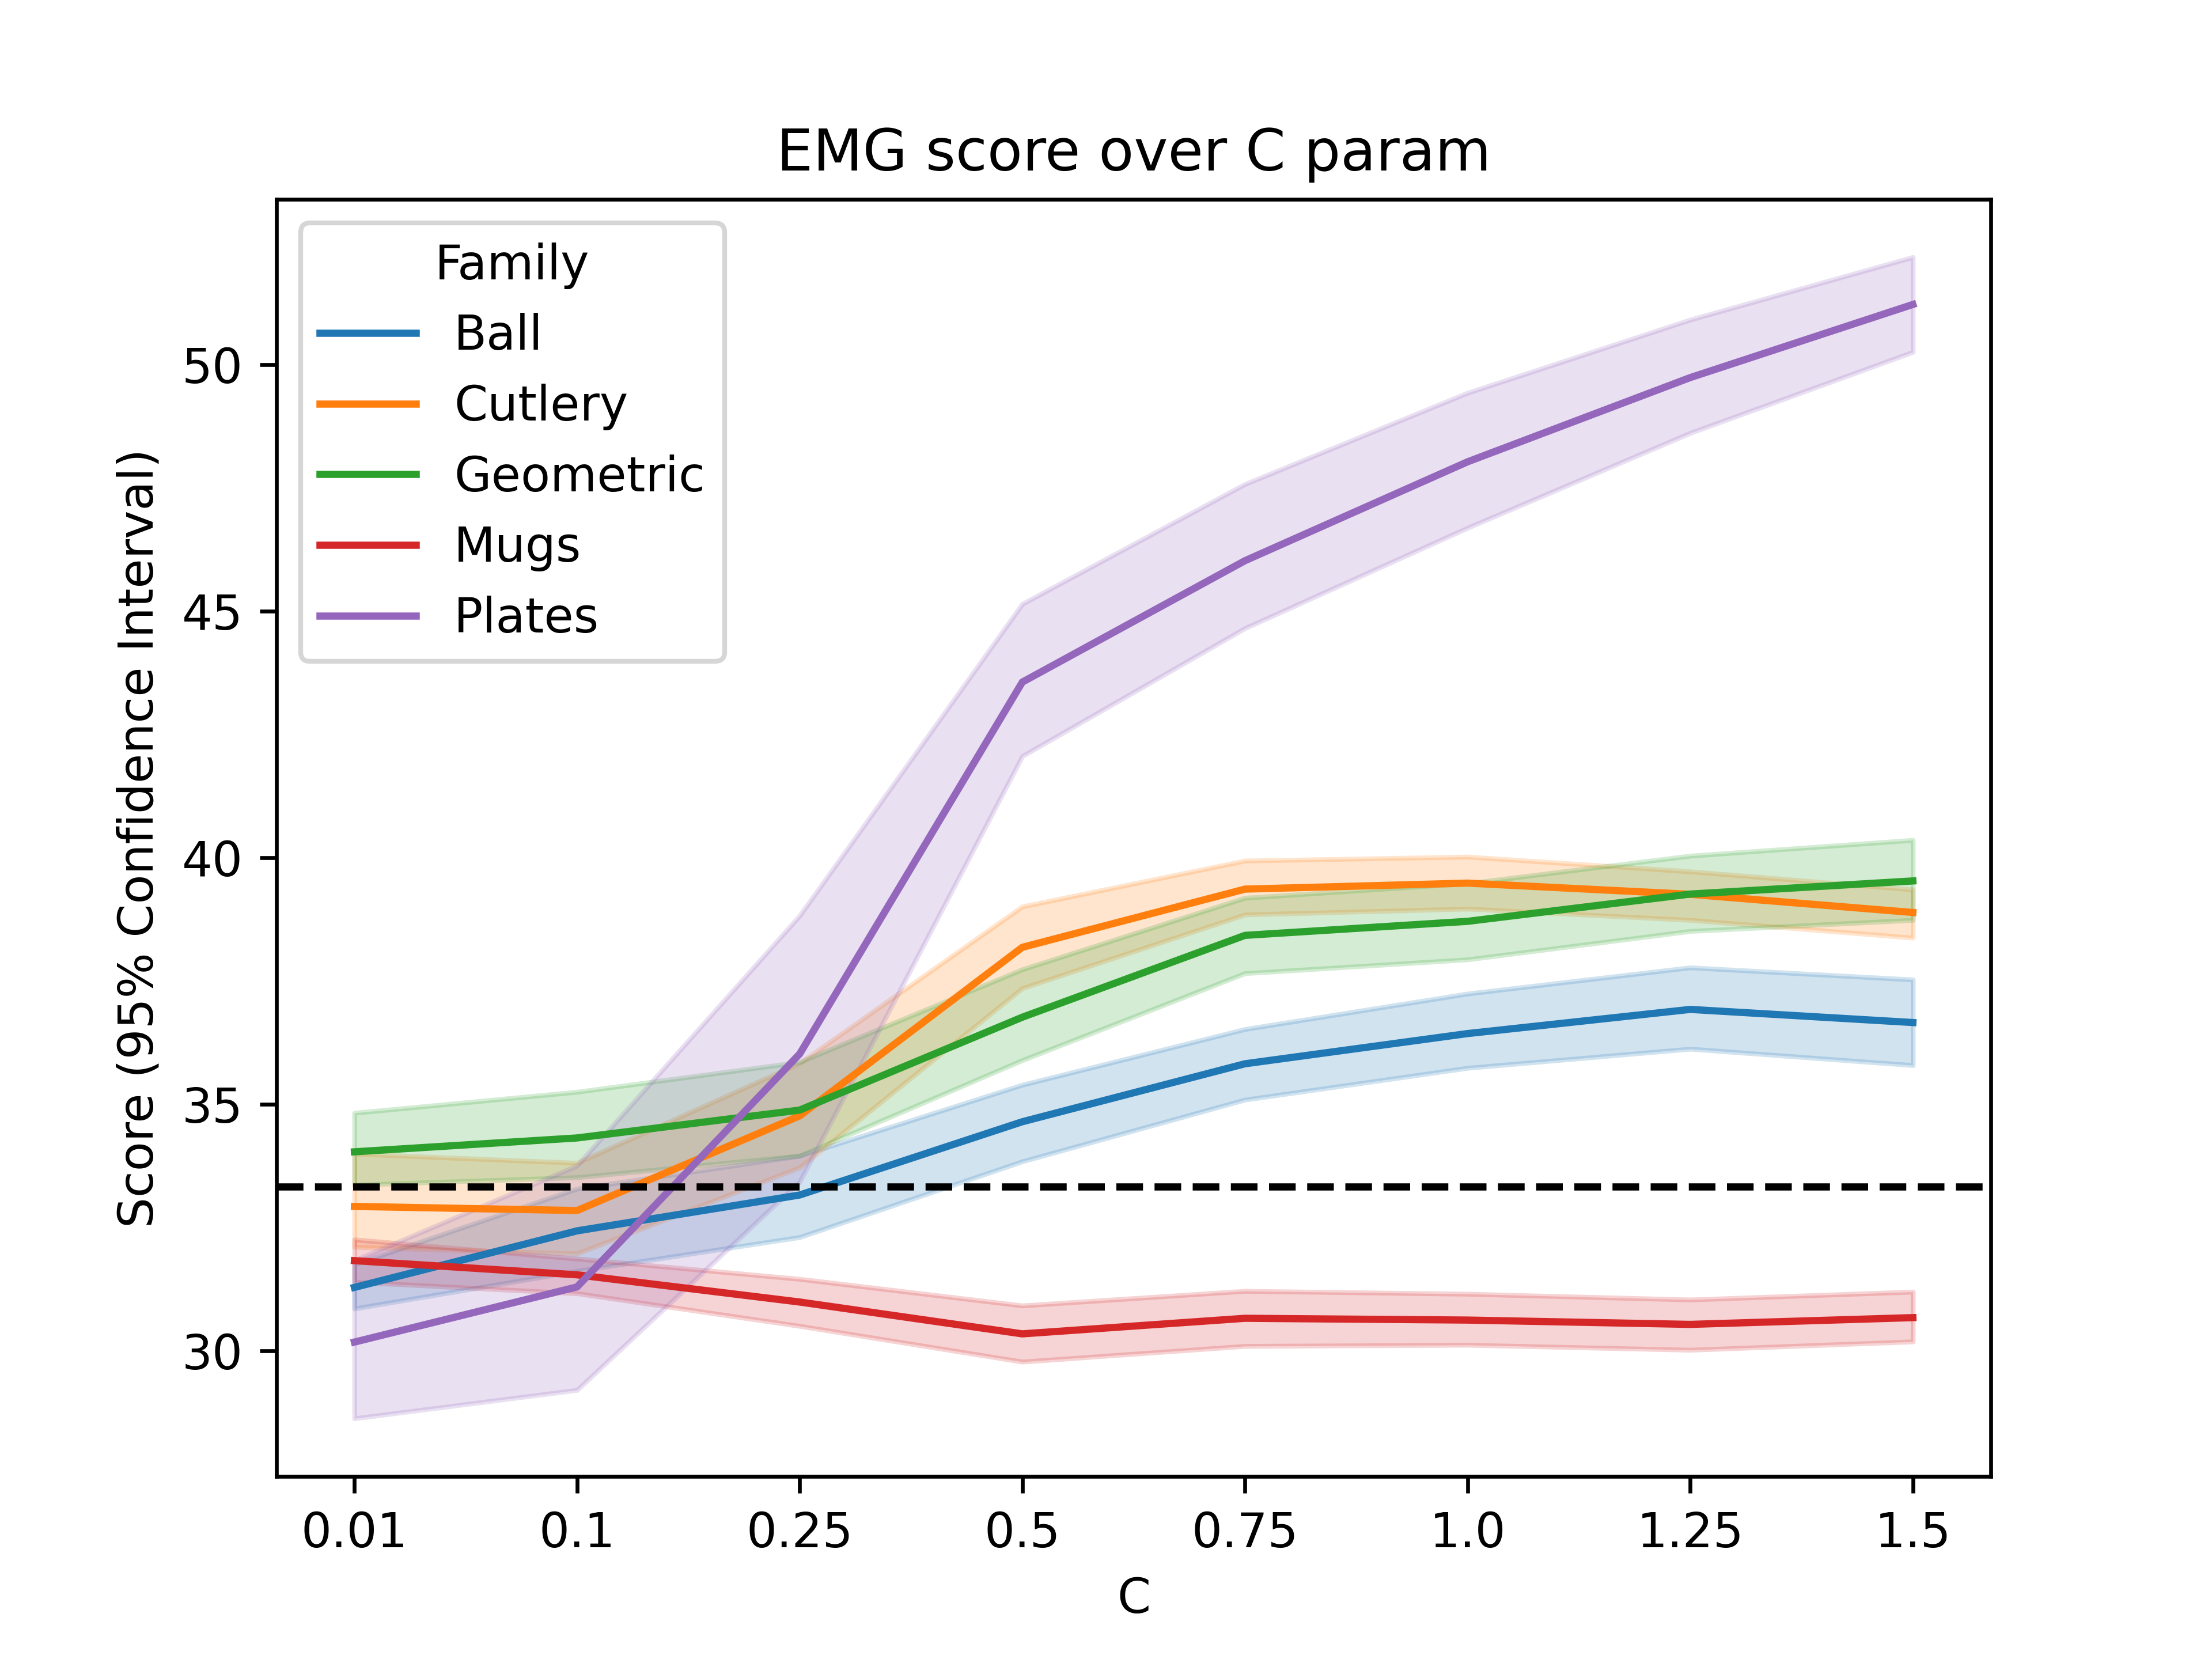 EMG score over C param
Family
Ball
Cutlery
Geometric
Mugs
Plates
Score (95% Confidence Interval)
50
45
40
35
30
0.01 0.1 0.25 0.5 0.75 1.0 1.25 1.5
C